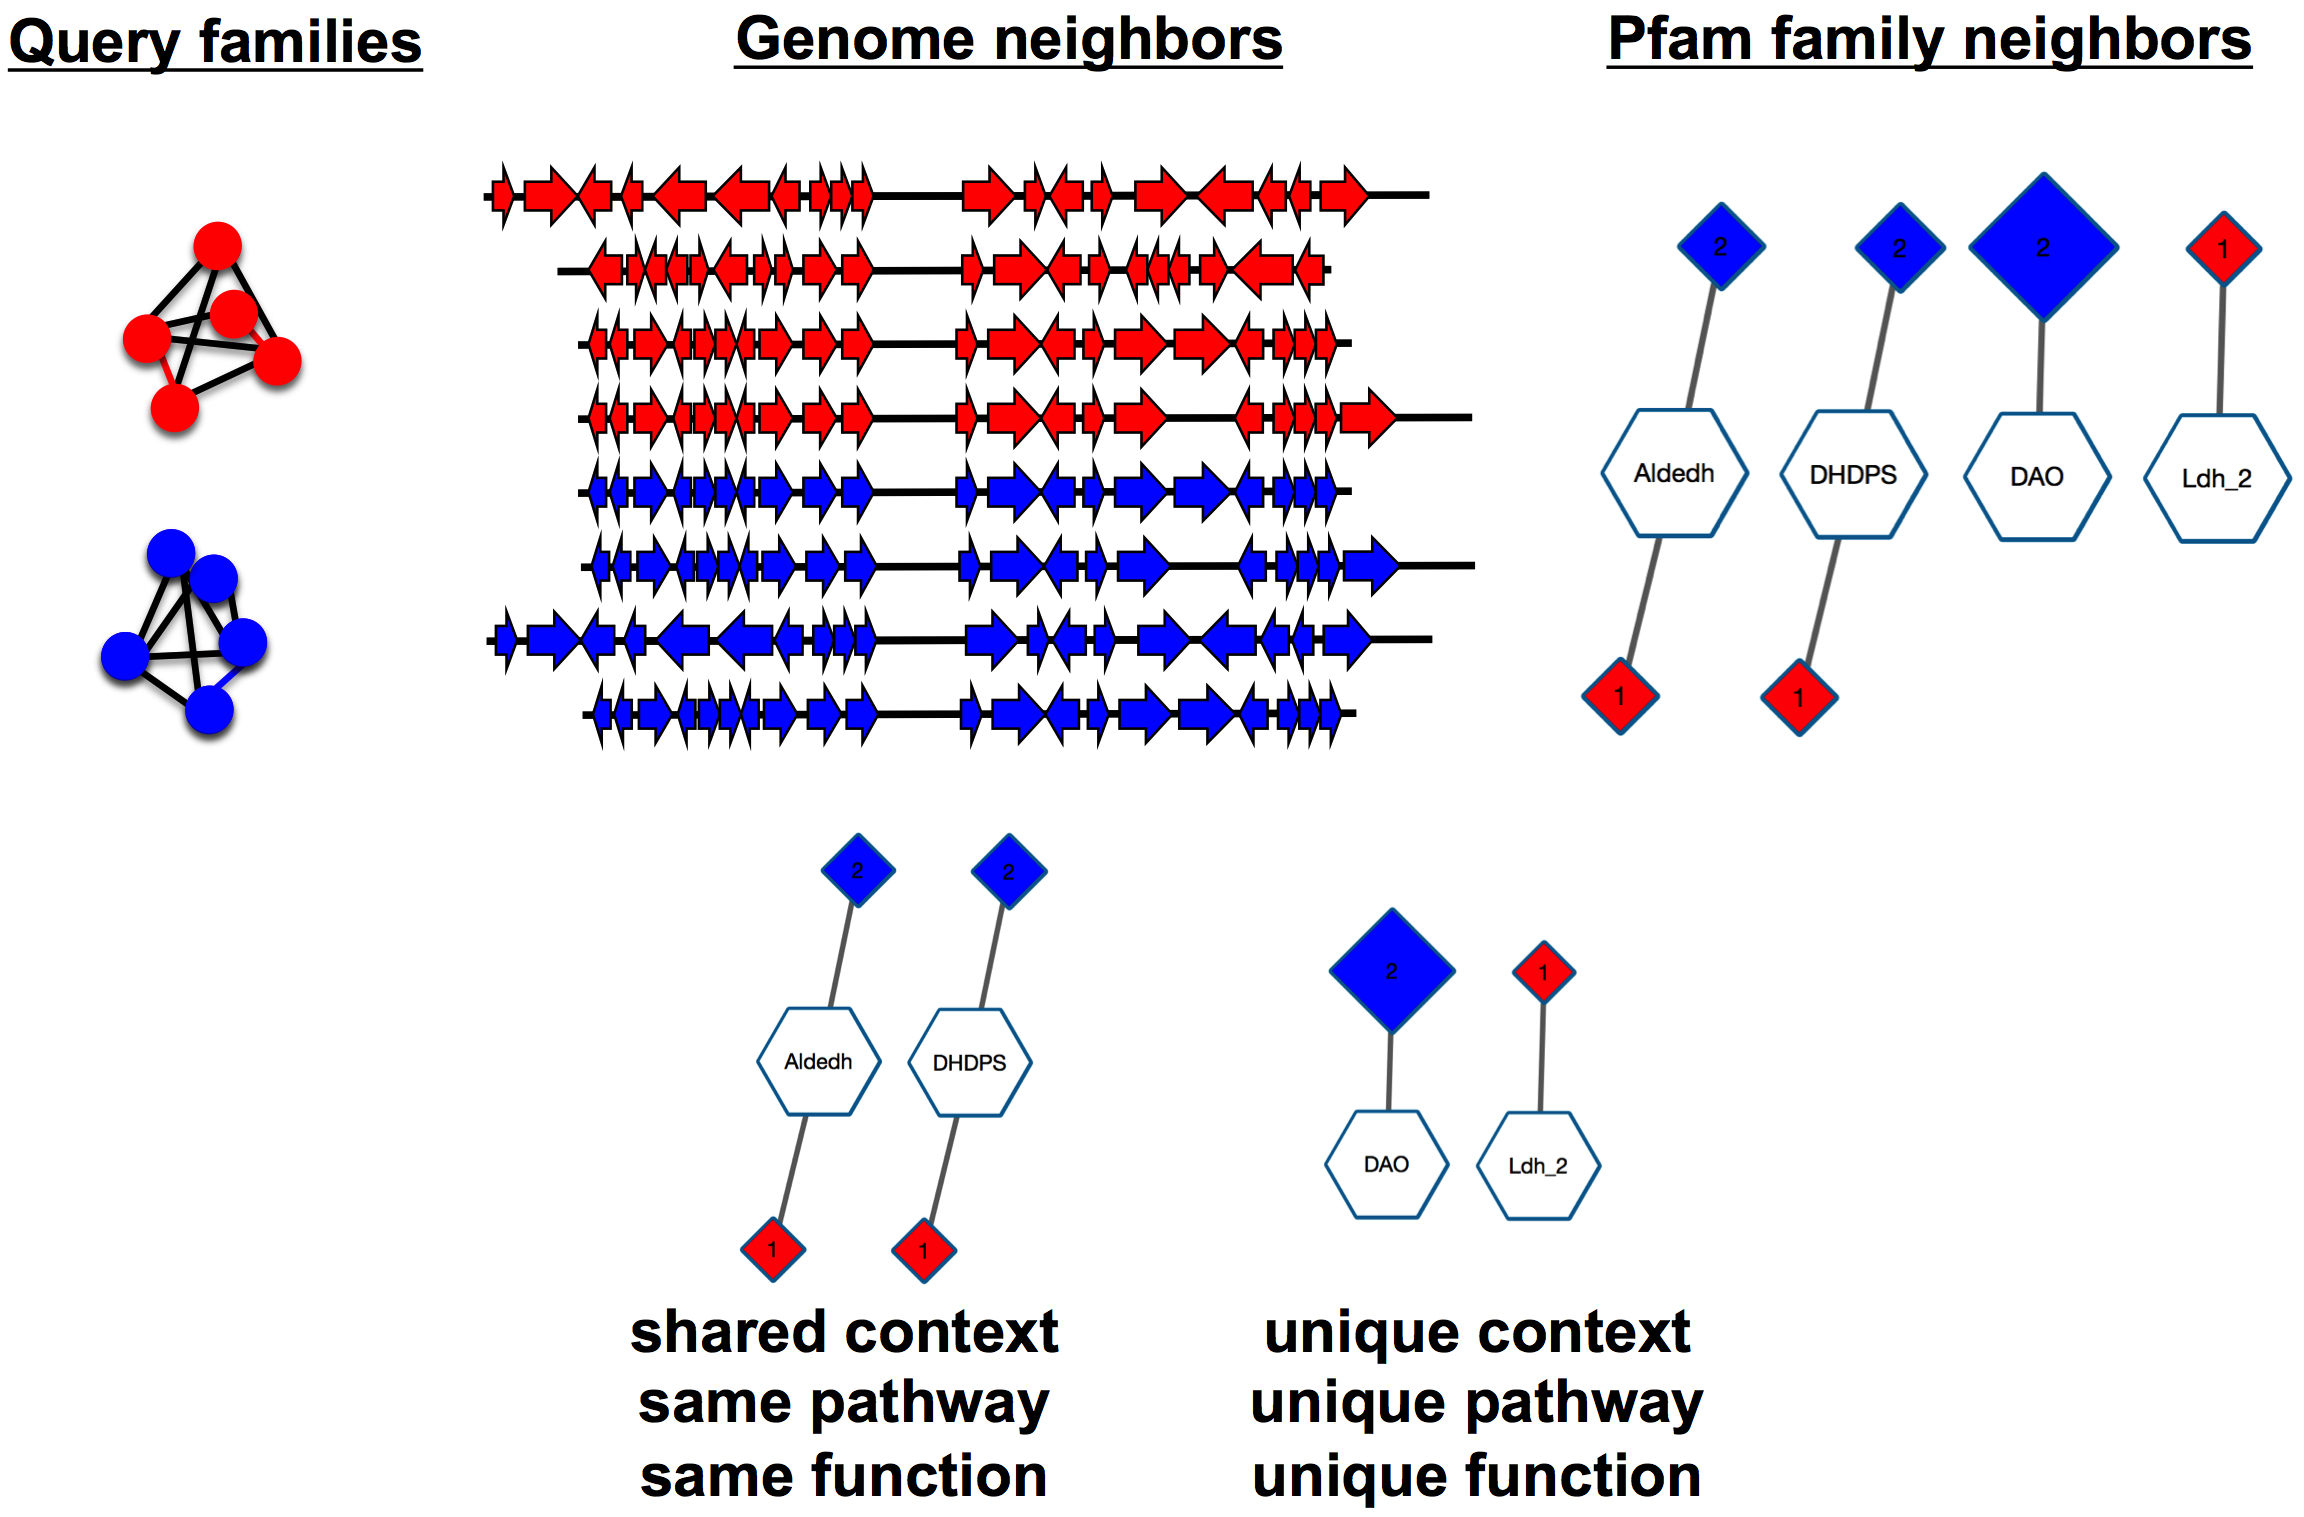 Query families
Genome neighbors
Pfam family neighbors
2
2
2
1
Aldedh
DHDPS
DAO
Ldh_2
1
1
2
2
2
1
Aldedh
DHDPS
DAO
Ldh_2
1
1
shared context
same pathway
same function
unique context
unique pathway
unique function